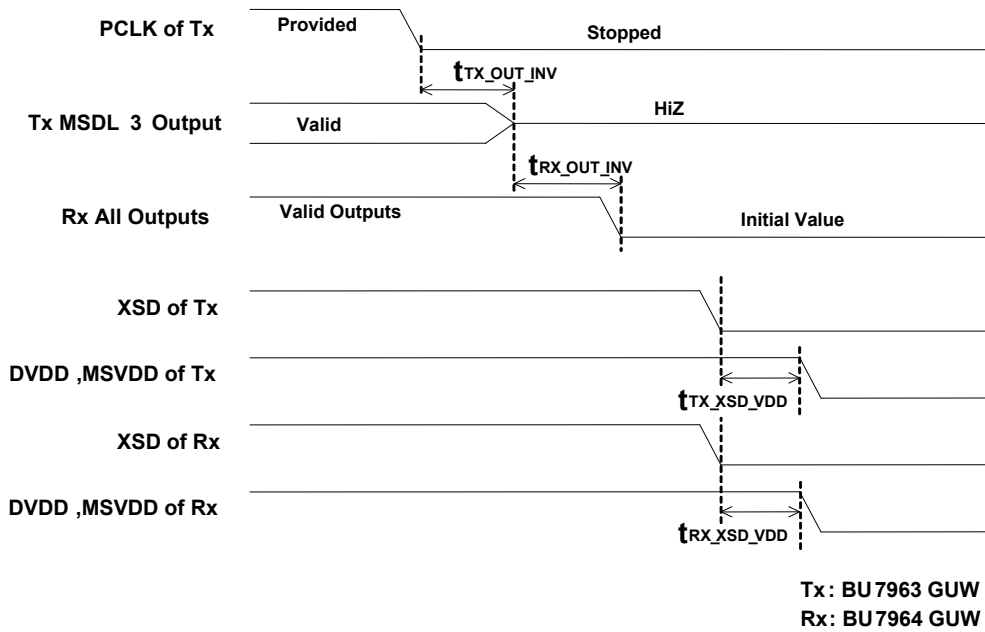 PCLK of Tx
Provided
Stopped
tTX_OUT_INV
Tx MSDL 3 Output
Valid
HiZ
tRX_OUT_INV
Rx All Outputs
Valid Outputs
Initial Value
XSD of Tx
DVDD ,MSVDD of Tx
tTX_XSD_VDD
XSD of Rx
DVDD ,MSVDD of Rx
tRX_XSD_VDD
Tx: BU7963 GUW
Rx: BU7964 GUW